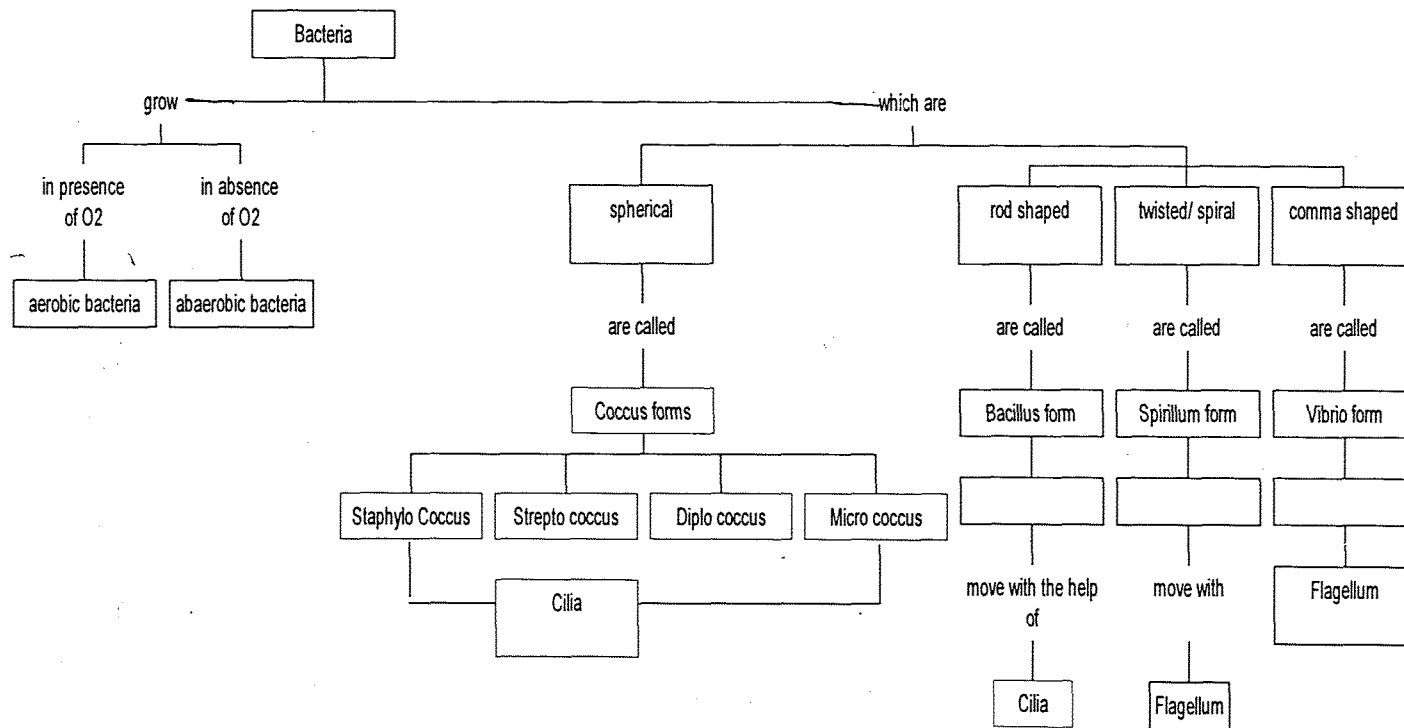 Bacteria
grow
which are
in presence
of O2
in absence
of O2
spherical
rod shaped
twisted/ spiral
comma shaped
aerobic bacteria
abaerobic bacteria
are called
are called
are called
are called
Coccus forms
Bacillus form
Spirillum form
Vibrio form
Staphylo Coccus
Strepto coccus
Diplo coccus
Micro coccus
Cilia
move with the help
of
move with
Flagellum
Cilia
Flagellum